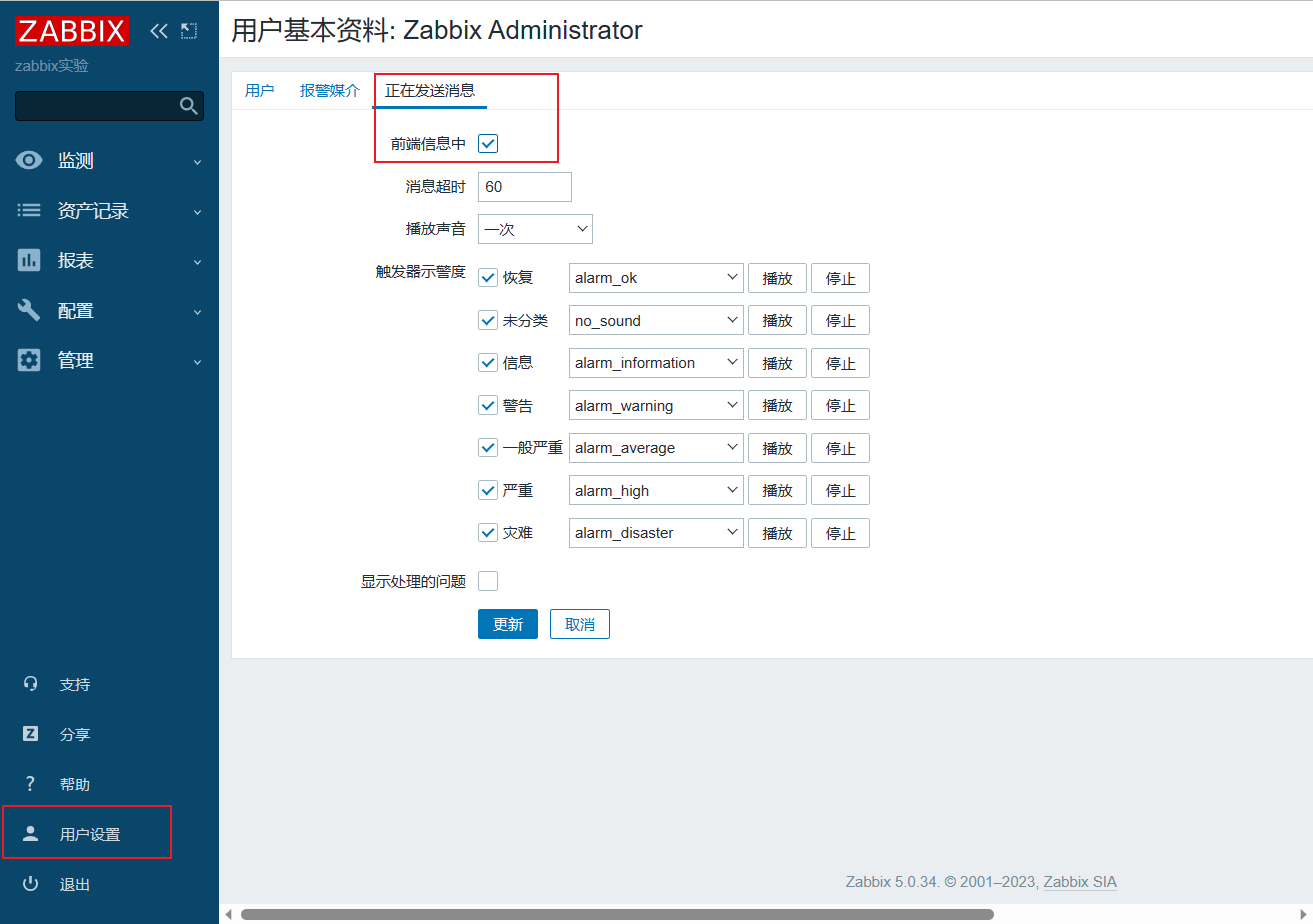 ZABBIX
zabbix实验
监测
资产记录
报表
配置
管理
支持
Z 分享
? 帮助
用户设置
退出
用户基本资料: Zabbix Administrator
用户 报警媒介 正在发送消息
前端信息中
消息超时 60
播放声音 一次
触发器示警度 恢复 alarm_ok 播放 停止
未分类 no_sound 播放 停止
信息 alarm_information 播放 停止
警告 alarm_warning 播放 停止
一般严重 alarm_average 播放 停止
严重 alarm_high 播放 停止
灾难 alarm_disaster 播放 停止
显示处理的问题
更新 取消
Zabbix 5.0.34. © 2001–2023, Zabbix SIA